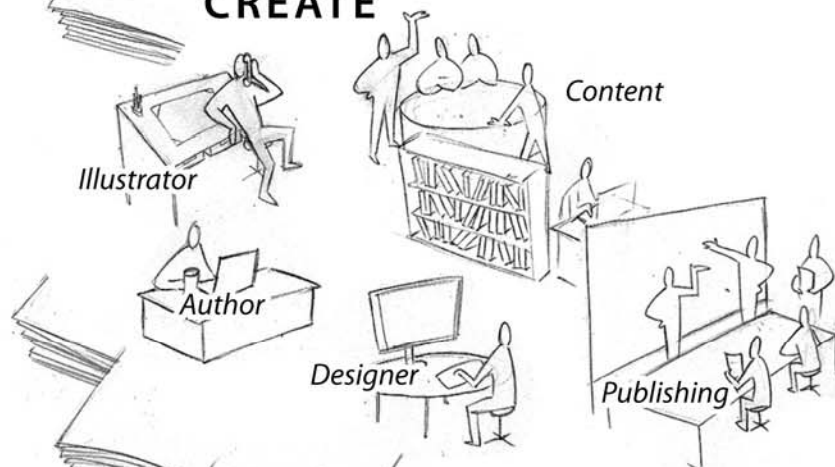 CREATE
Content
Illustrator
Author
Designer
Publishing